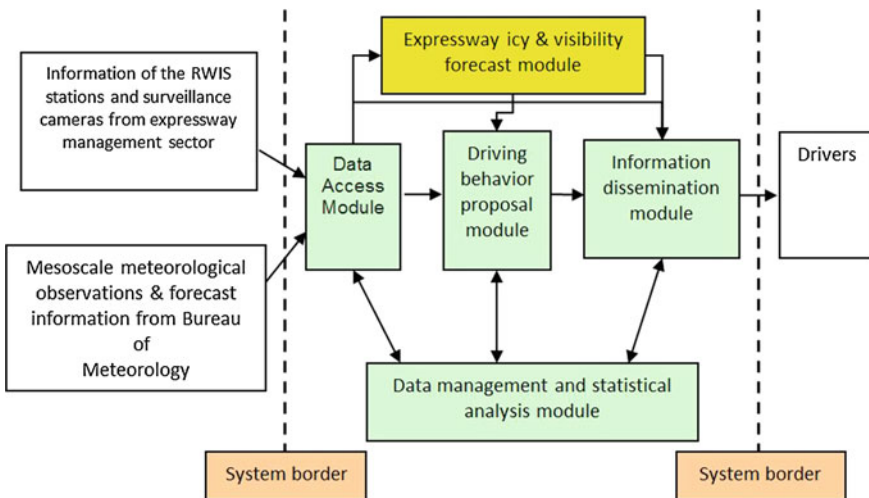 Expressway icy & visibility
forecast module
Information of the RWIS
stations and surveillance
cameras from expressway
management sector
Mesoscale meteorological
observations & forecast
information from Bureau
of
Meteorology
Data
Access
Module
Driving
behavior
proposal
module
Information
dissemination
module
Drivers
Data management and statistical
analysis module
System border
System border